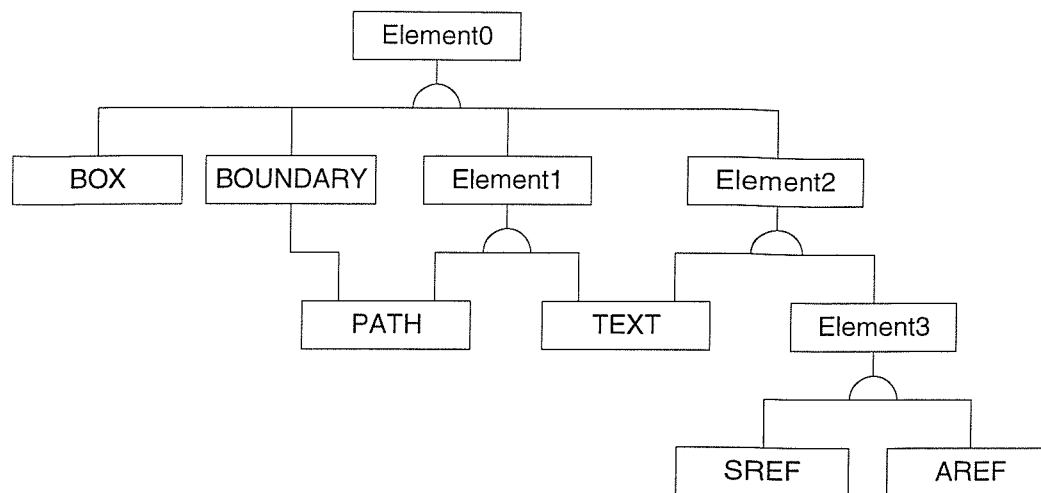 Element0
BOX
BOUNDARY
Element1
Element2
PATH
TEXT
Element3
SREF
AREF